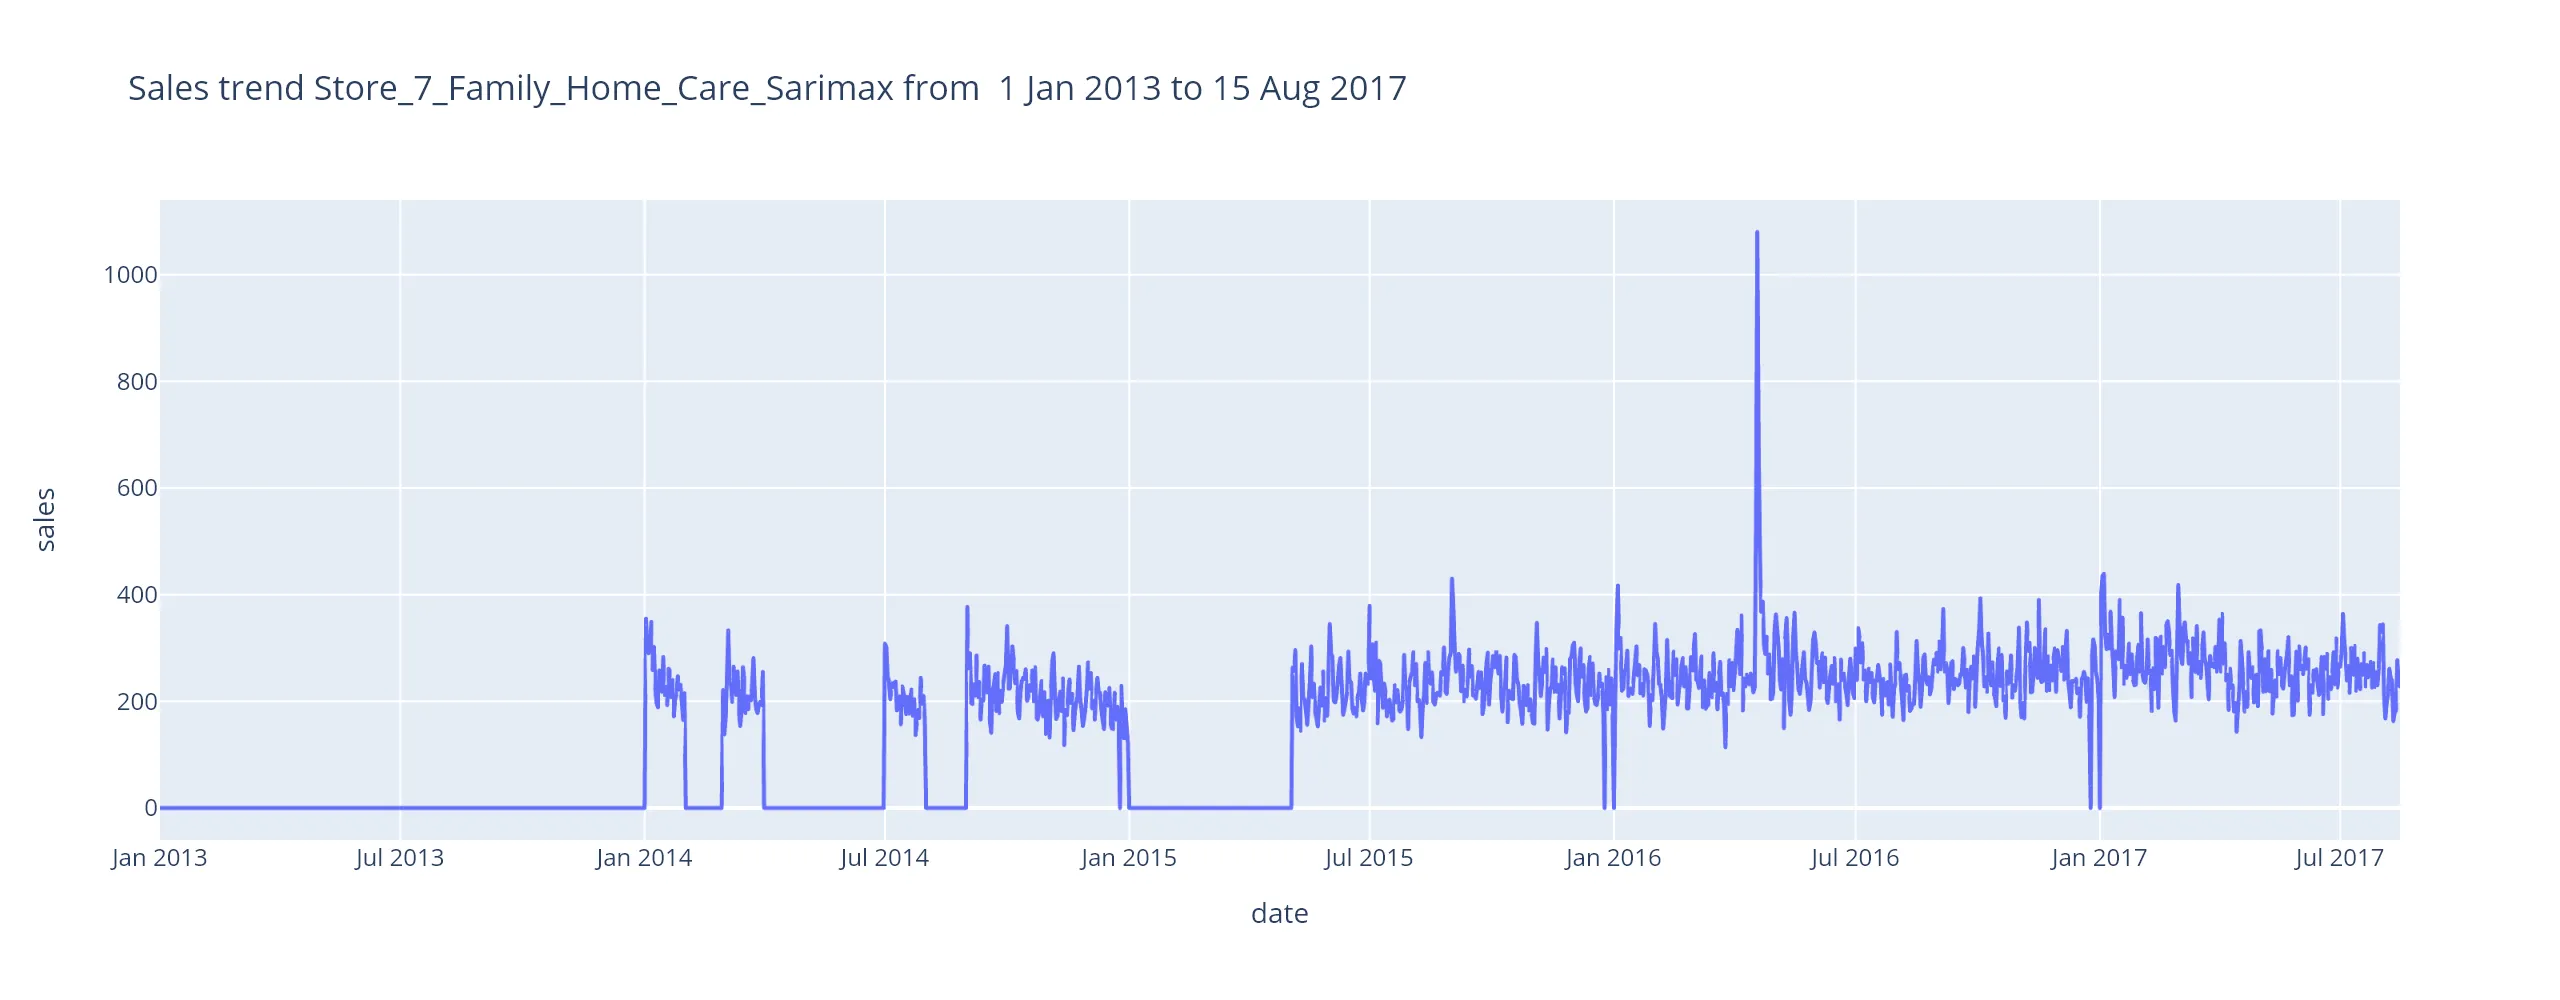 Sales trend Store_7_Family_Home_Care_Sarimax from  1 Jan 2013 to 15 Aug 2017
sales
1000
800
600
400
200
0
Jan 2013 Jul 2013 Jan 2014 Jul 2014 Jan 2015 Jul 2015 Jan 2016 Jul 2016 Jan 2017 Jul 2017
date